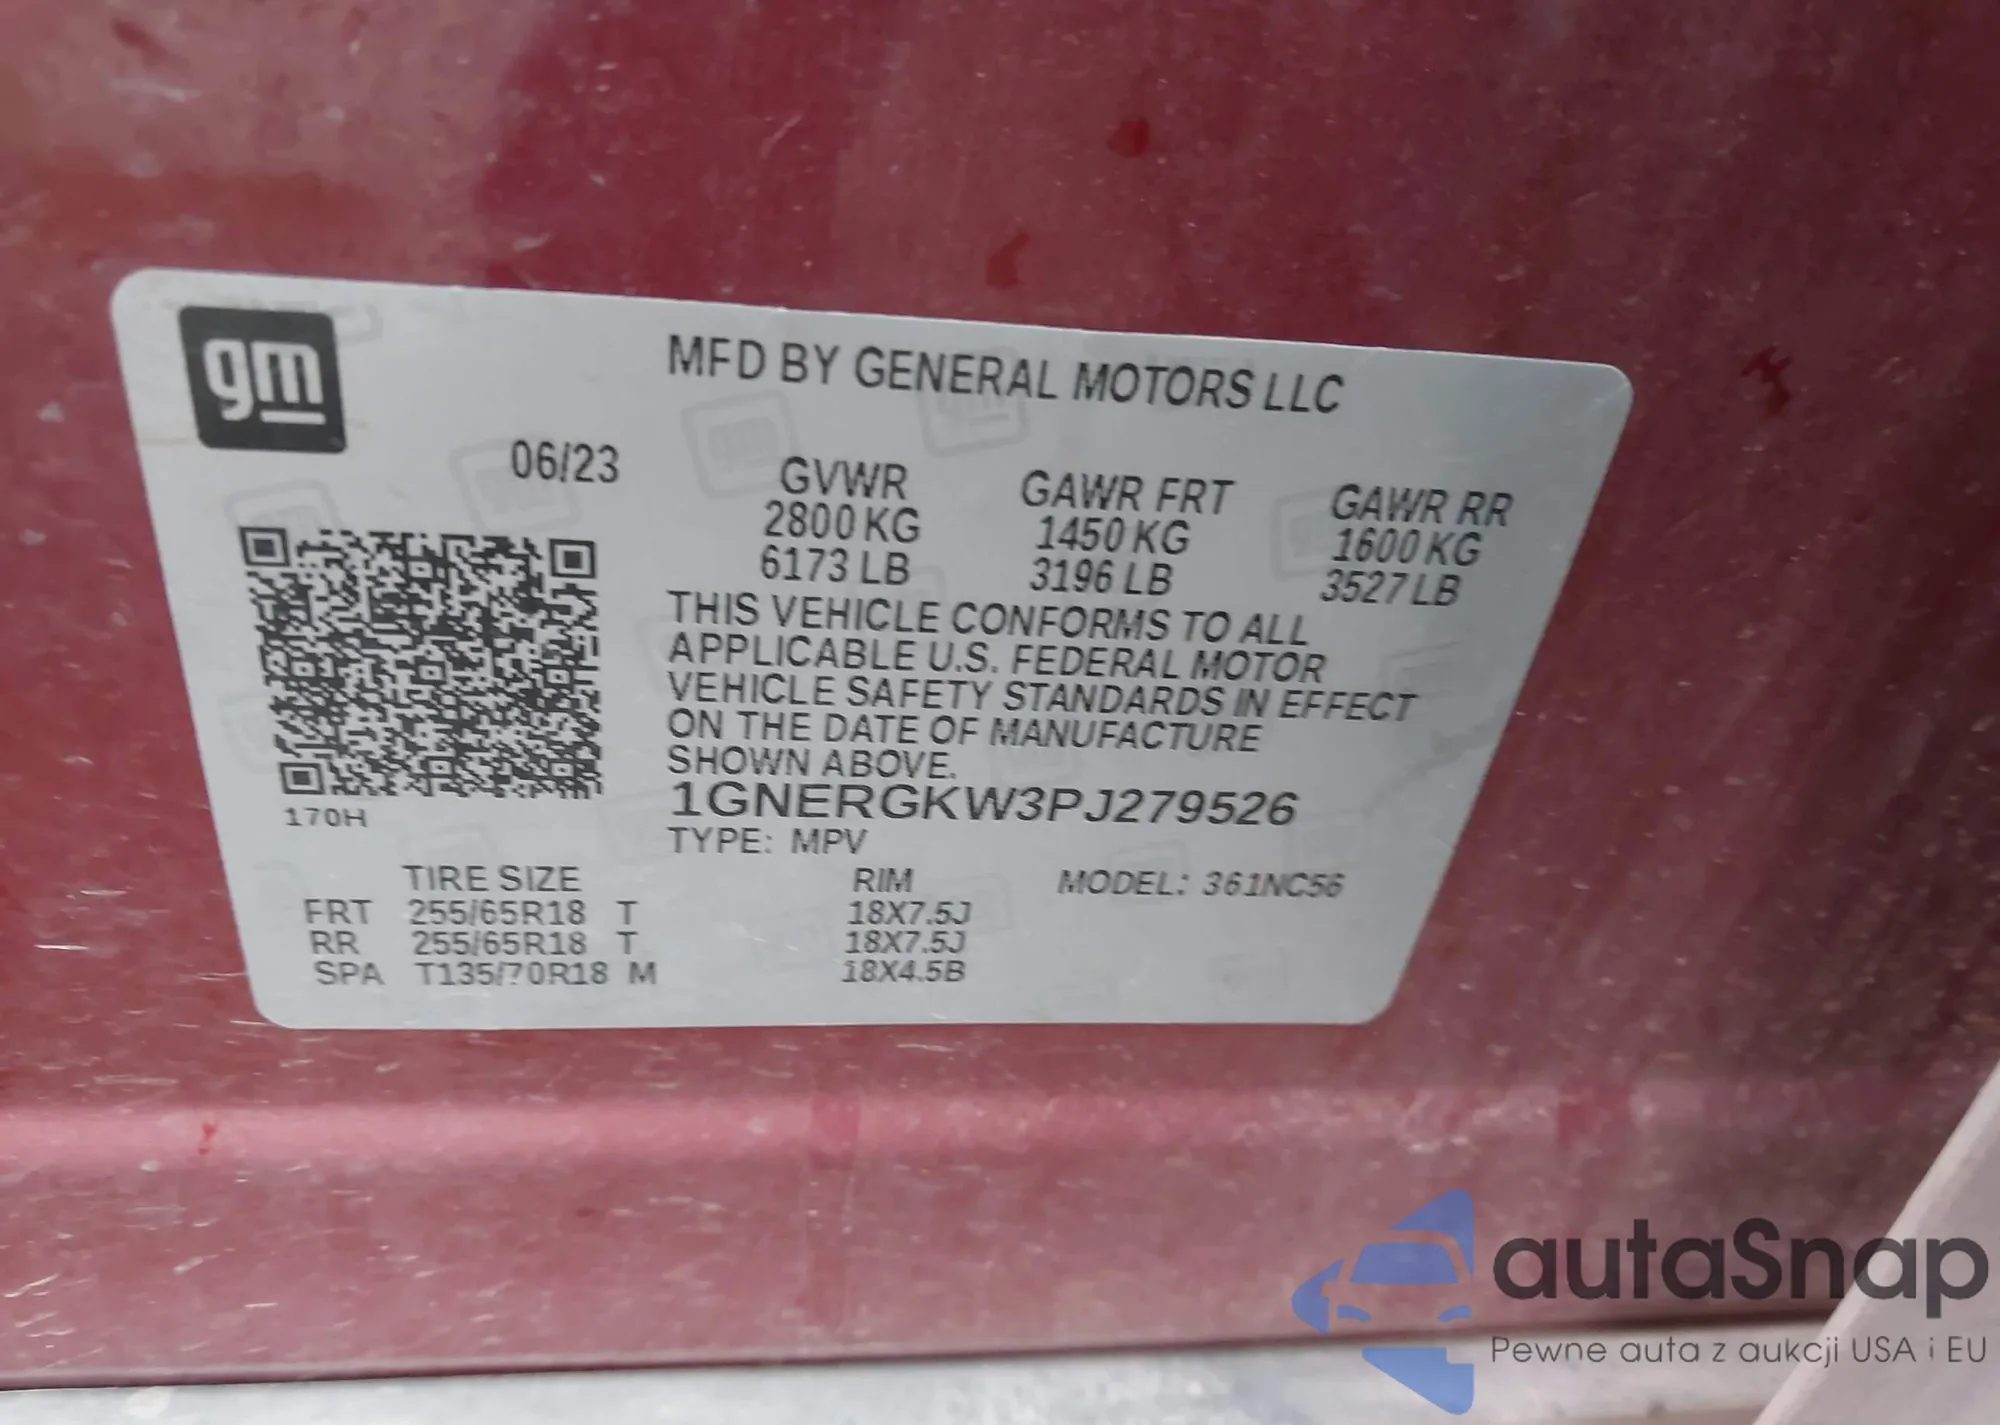 gm
MFD BY GENERAL MOTORS LLC
06/23
GVWR GAWR FRT GAWR RR
2800 KG 1450 KG 1600 KG
6173 LB 3196 LB 3527 LB
THIS VEHICLE CONFORMS TO ALL
APPLICABLE U.S. FEDERAL MOTOR
VEHICLE SAFETY STANDARDS IN EFFECT
ON THE DATE OF MANUFACTURE
SHOWN ABOVE.
1GNERGKW3PJ279526
170H
TYPE: MPV
TIRE SIZE RIM MODEL: 361NC56
FRT 255/65R18 T 18X7.5J
RR 255/65R18 T 18X7.5J
SPA T135/70R18 M 18X4.5B
autaSnap
Pewne auta z aukcji USA i EU